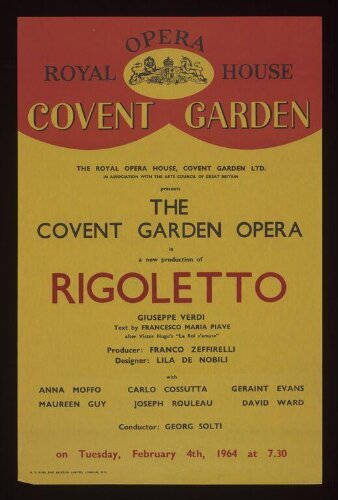 OPERA
ROYAL HOUSE
COVENT GARDEN
THE ROYAL OPERA HOUSE, COVENT GARDEN LTD.
IN ASSOCIATION WITH THE ARTS COUNCIL OF GREAT BRITAIN
presents
THE
COVENT GARDEN OPERA
in
a new production of
RIGOLETTO
GIUSEPPE VERDI
Text by FRANCESCO MARIA PIAVE
after Victor Hugo's "Le Roi s'amuse"
Producer: FRANCO ZEFFIRELLI
Designer: LILA DE NOBILI
with
ANNA MOFFO CARLO COSSUTTA GERAINT EVANS
MAUREEN GUY JOSEPH ROULEAU DAVID WARD
Conductor: GEORG SOLTI
on Tuesday, February 4th, 1964 at 7.30